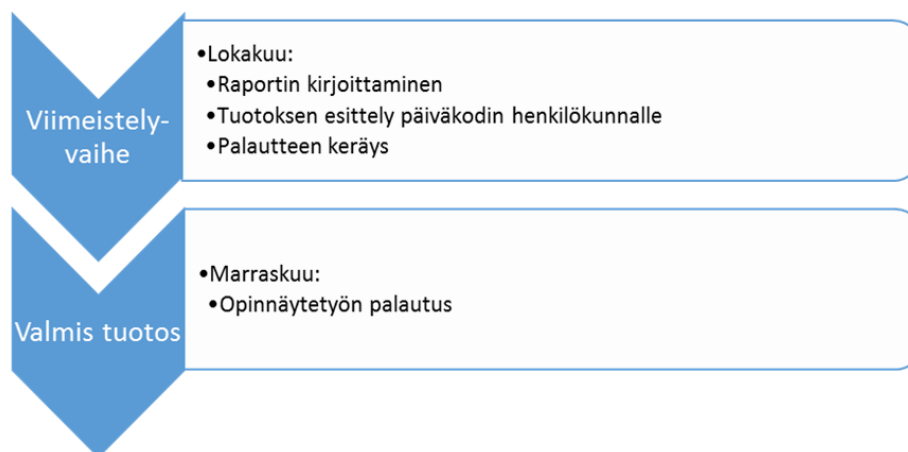 Viimeistely-
vaihe
•Lokakuu:
•Raportin kirjoittaminen
•Tuotoksen esittely päiväkodin henkilökunnalle
•Palautteen keräys
Valmis tuotos
•Marraskuu:
•Opinnäytetyön palautus